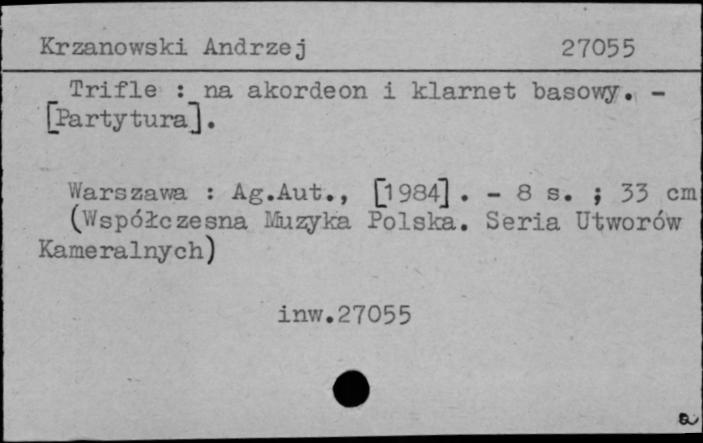 Krzanowski Andrzej 27055
Trifle : na akordeon i klarnet basowy. -
[Partytura].
Warszawa : Ag.Aut., [1984] . - 8 s. ; 33 cm
(Współczesna Muzyka Polska. Seria Utworów
Kameralnych)
inw.27055